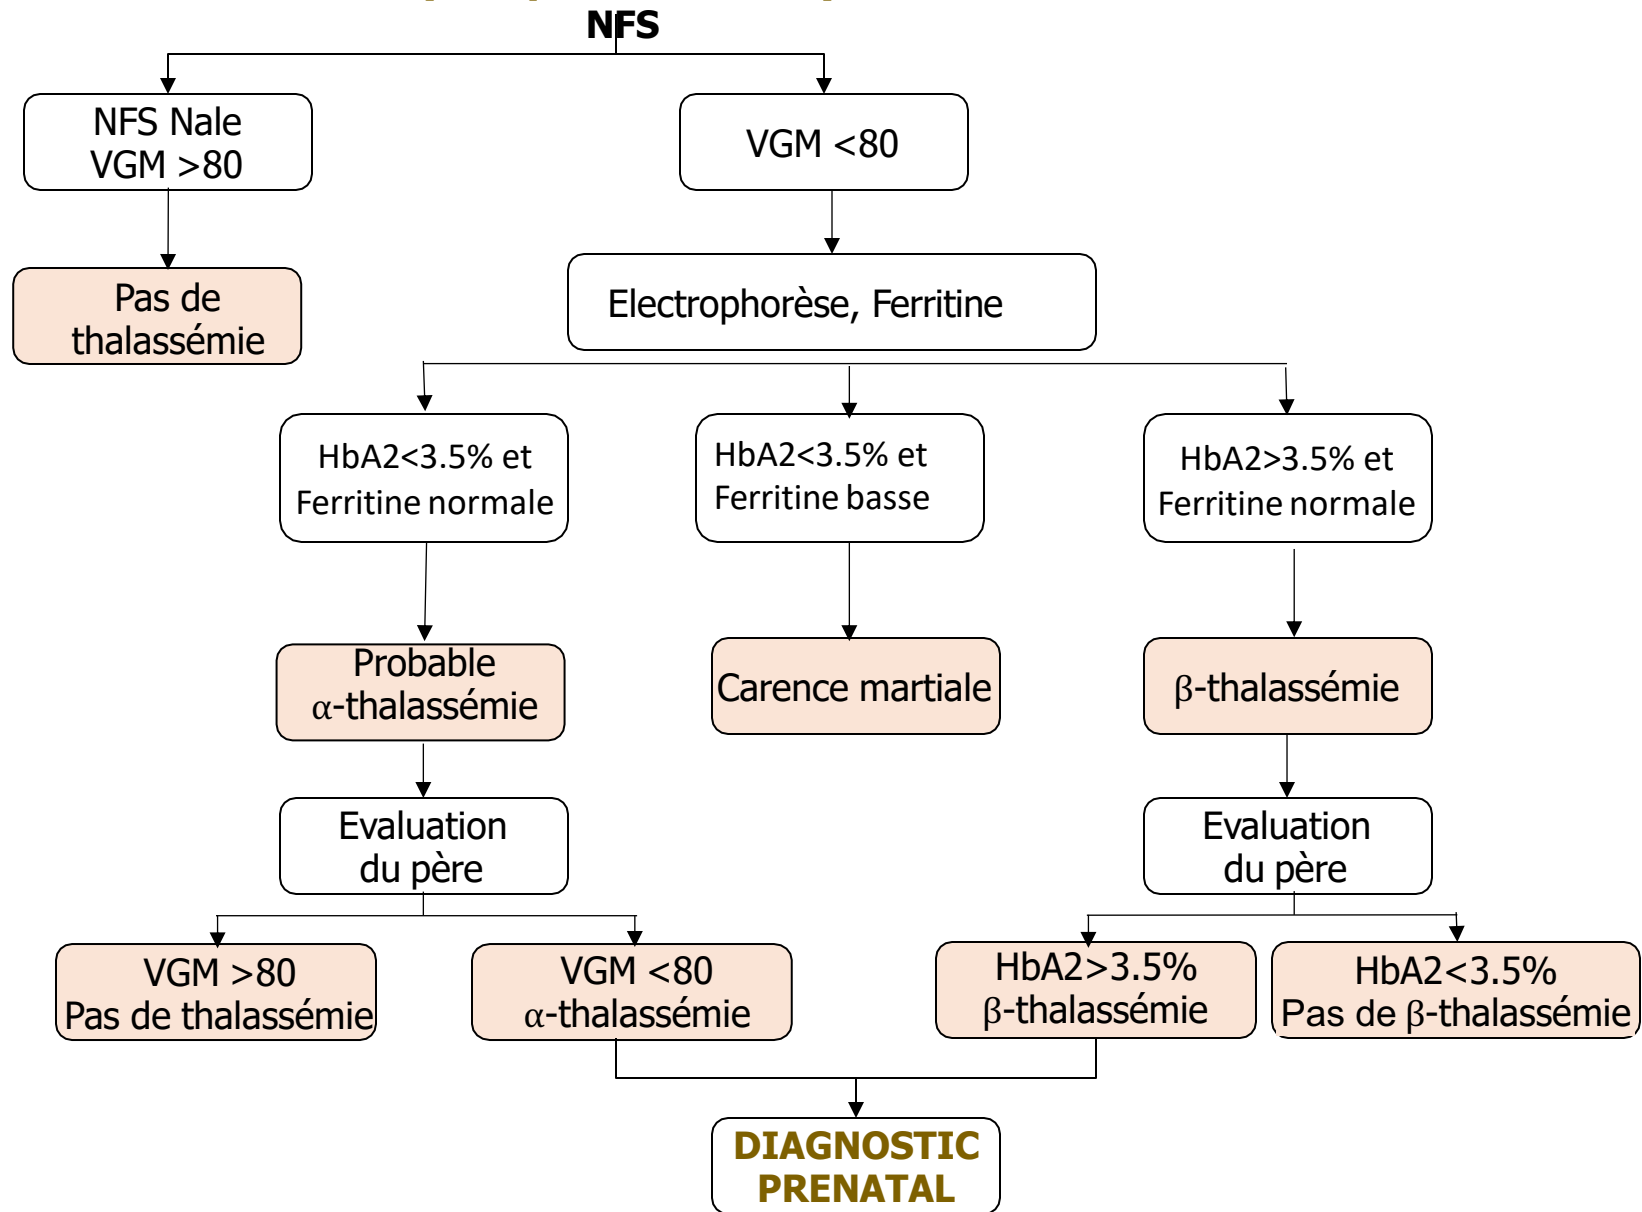 NFS
NFS Nale
VGM >80
VGM <80
Pas de
thalassémie
Electrophorèse, Ferritine
HbA2<3.5% et
Ferritine normale
HbA2<3.5% et
Ferritine basse
HbA2>3.5% et
Ferritine normale
Probable
α-thalassémie
Carence martiale
β-thalassémie
Evaluation
du père
Evaluation
du père
VGM >80
Pas de thalassémie
VGM <80
α-thalassémie
HbA2>3.5%
β-thalassémie
HbA2<3.5%
Pas de β-thalassémie
DIAGNOSTIC
PRENATAL